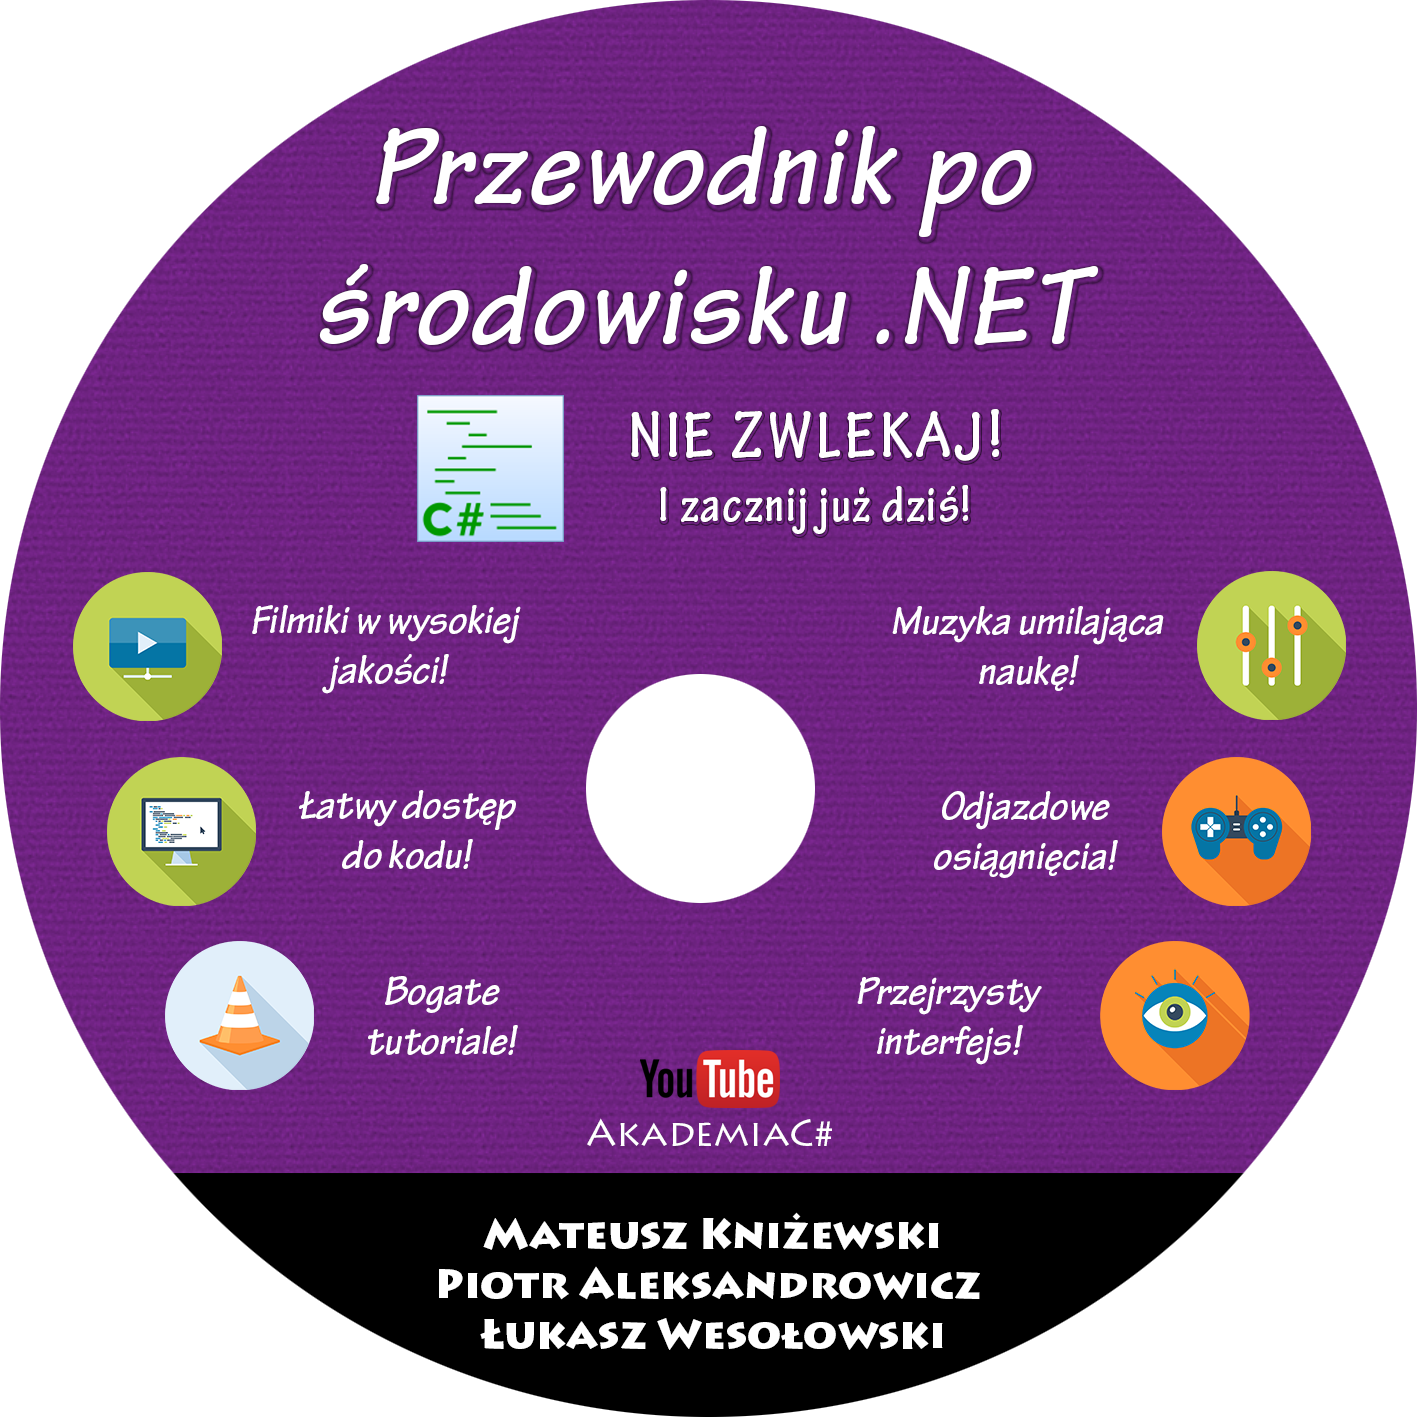 Przewodnik po
środowisku .NET
NIE ZWLEKAJ!
I zacznij już dziś!
C#
Filmiki w wysokiej
jakości!
Muzyka umilająca
naukę!
Łatwy dostęp
do kodu!
Odjazdowe
osiągnięcia!
Bogate
tutoriale!
Przejrzysty
interfejs!
YouTube
AKADEMIAC#
MATEUSZ KNIŻEWSKI
PIOTR ALEKSANDROWICZ
ŁUKASZ WESOŁOWSKI